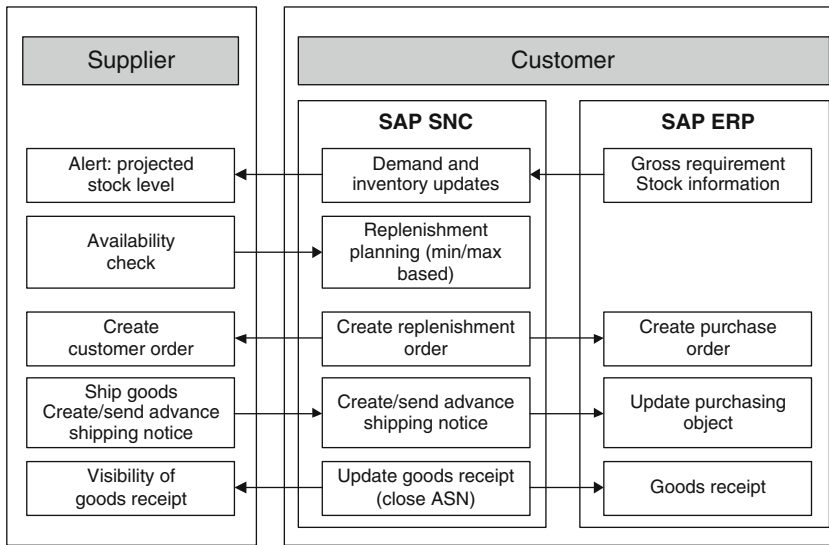 Supplier
Customer
SAP SNC
SAP ERP
Alert: projected
stock level
Demand and
inventory updates
Gross requirement
Stock information
Availability
check
Replenishment
planning (min/max
based)
Create
customer order
Create replenishment
order
Create purchase
order
Ship goods
Create/send advance
shipping notice
Create/send advance
shipping notice
Update purchasing
object
Visibility of
goods receipt
Update goods receipt
(close ASN)
Goods receipt